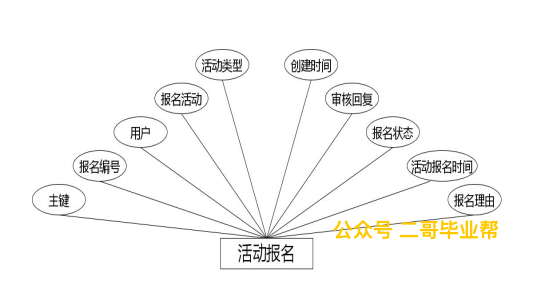 活动类型
创建时间
报名活动
审核回复
用户
报名状态
报名编号
活动报名时间
主键
报名理由
公众号 二哥毕业帮
活动报名